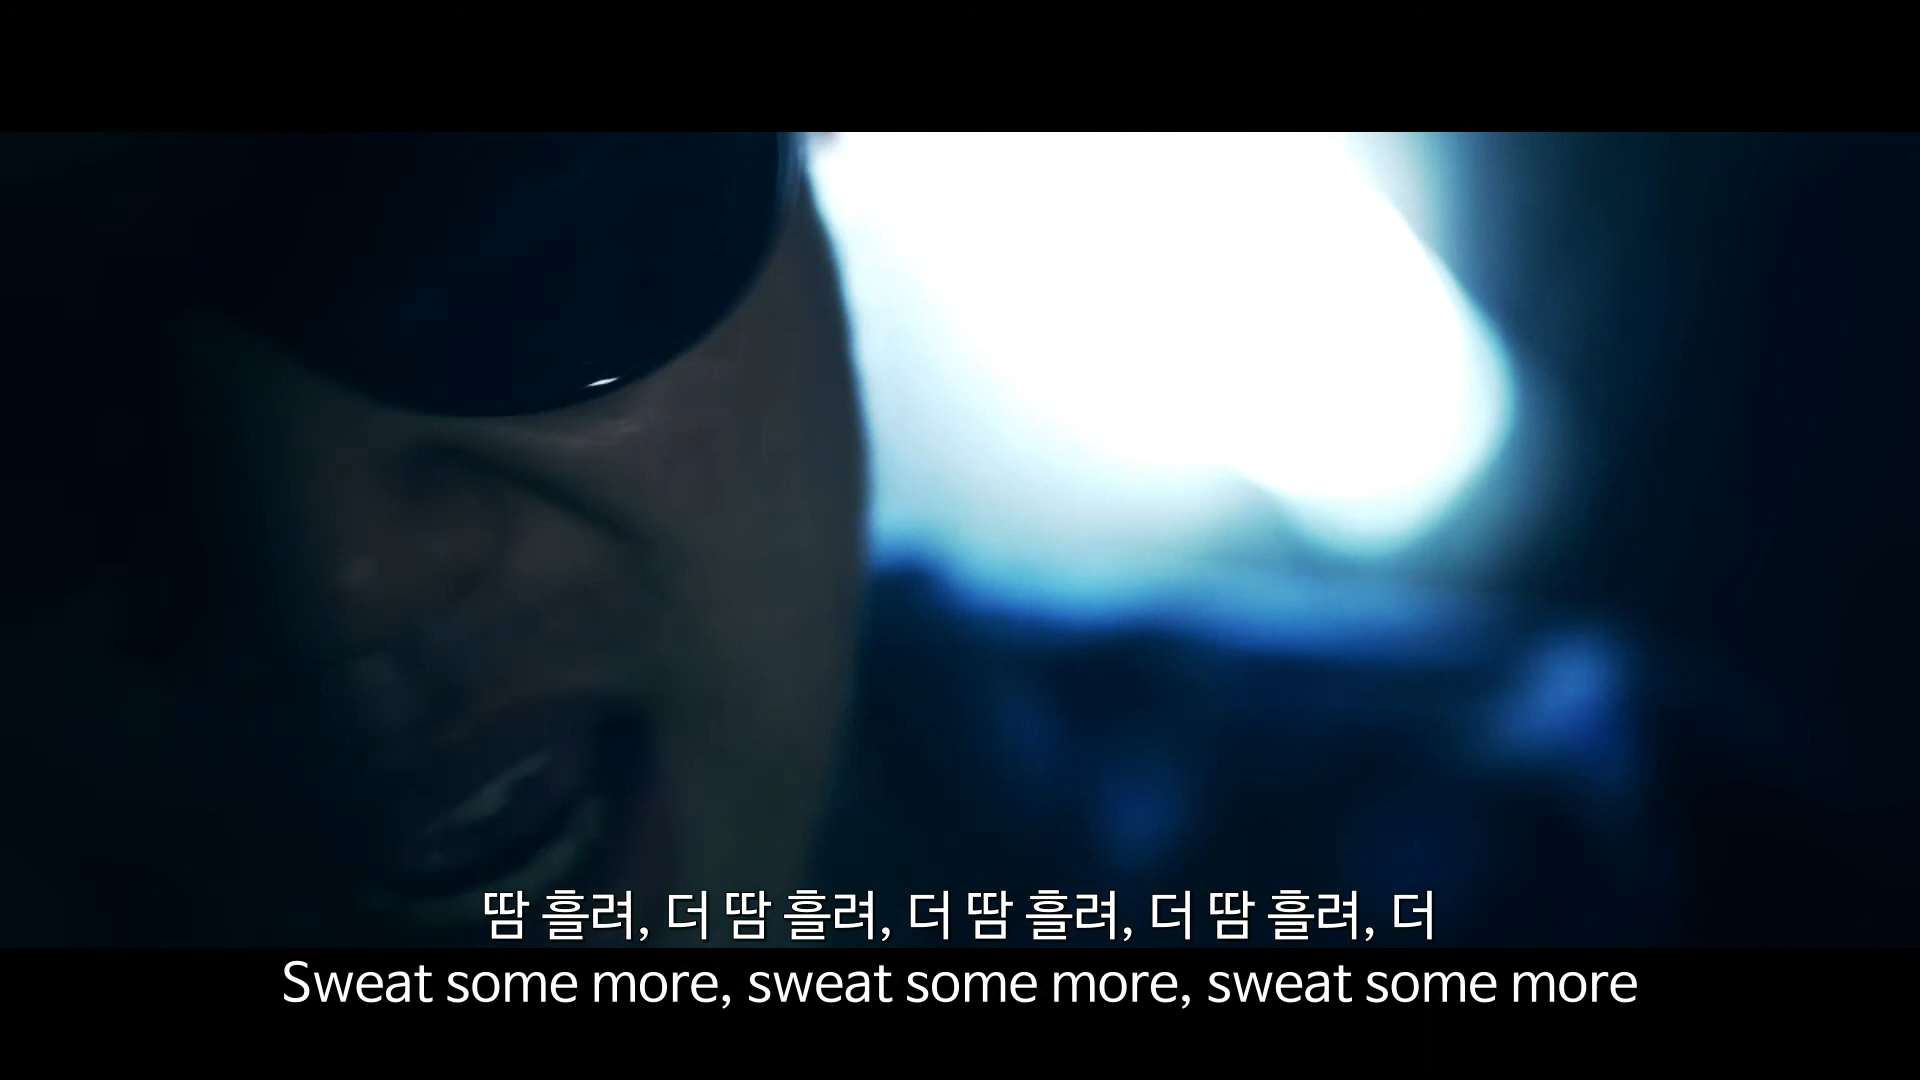 땀 흘려, 더 땀 흘려, 더 땀 흘려, 더 땀 흘려, 더
Sweat some more, sweat some more, sweat some more